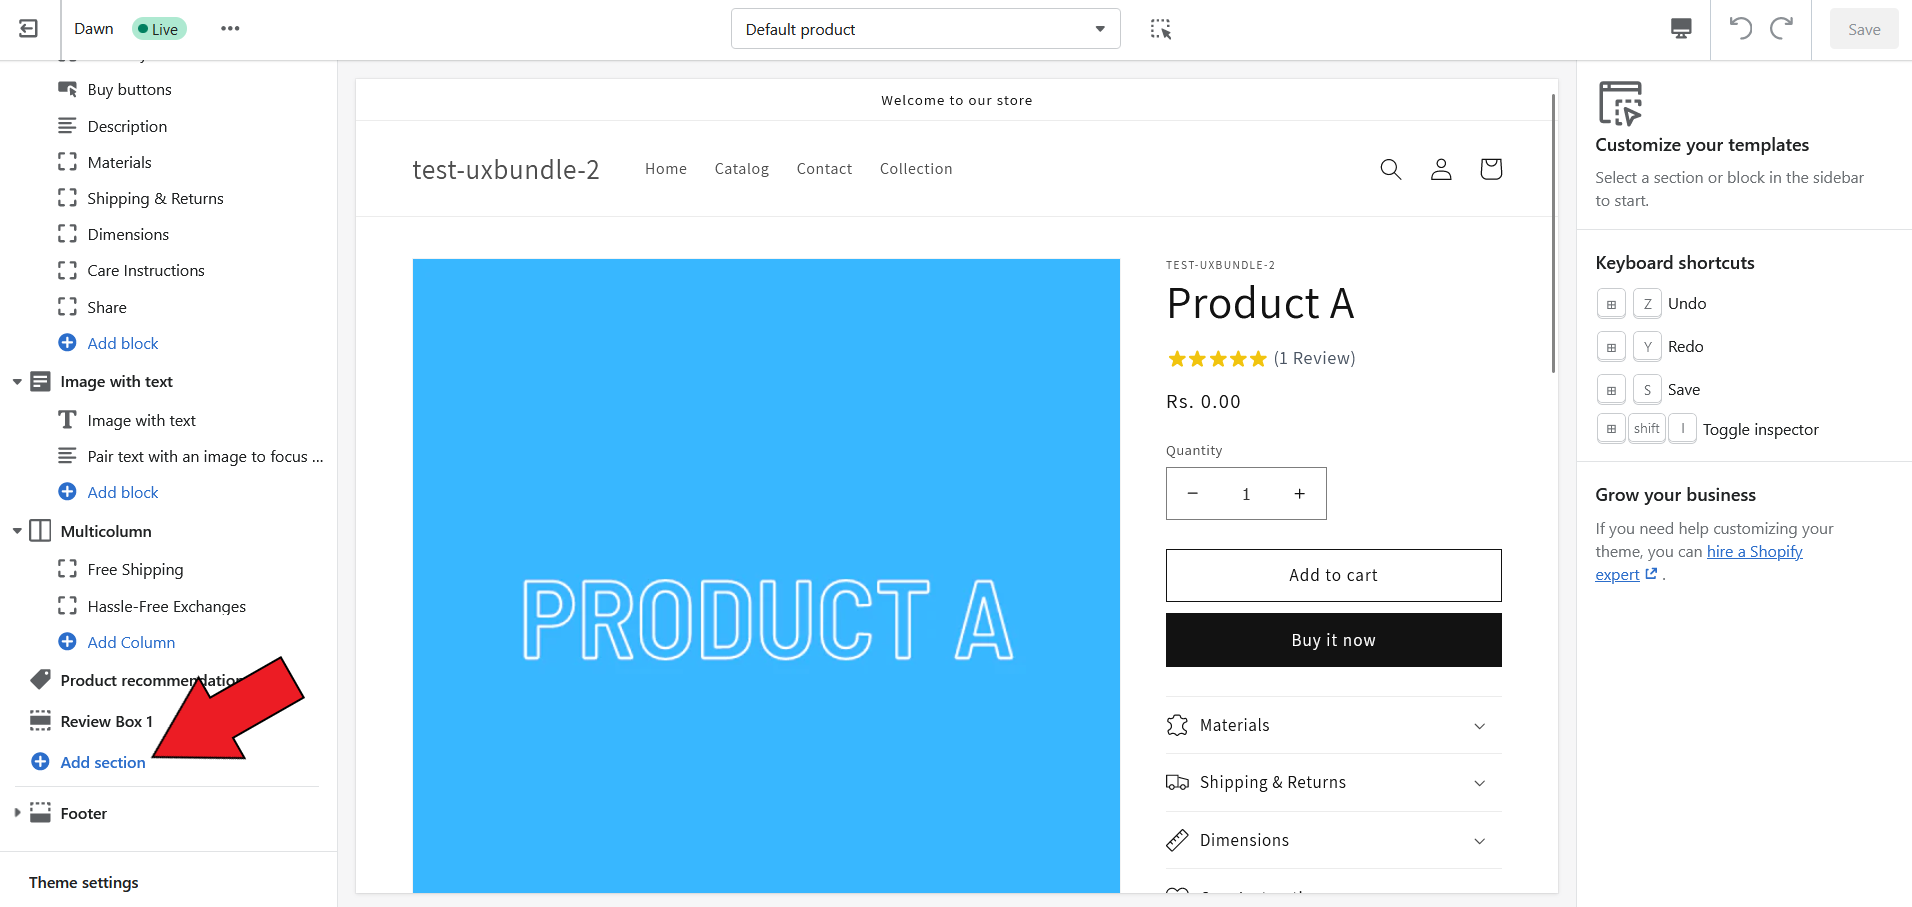 Dawn
Live
Default product
Save
Buy buttons
Description
Materials
Shipping & Returns
Dimensions
Care Instructions
Share
Add block
Image with text
Image with text
Pair text with an image to focus ...
Add block
Multicolumn
Free Shipping
Hassle-Free Exchanges
Add Column
Product recommendation
Review Box 1
Add section
Footer
Theme settings
Welcome to our store
test-uxbundle-2
Home Catalog Contact Collection
PRODUCT A
TEST-UXBUNDLE-2
Product A
(1 Review)
Rs. 0.00
Quantity
− 1 +
Add to cart
Buy it now
Materials
Shipping & Returns
Dimensions
Customize your templates
Select a section or block in the sidebar
to start.
Keyboard shortcuts
Z Undo
Y Redo
S Save
shift I Toggle inspector
Grow your business
If you need help customizing your
theme, you can hire a Shopify
expert .